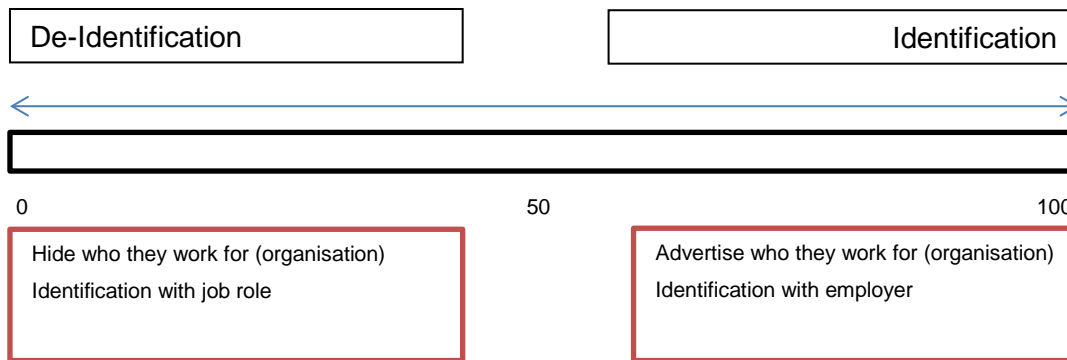 De-Identification
Identification
0
50
100
Hide who they work for (organisation)
Identification with job role
Advertise who they work for (organisation)
Identification with employer